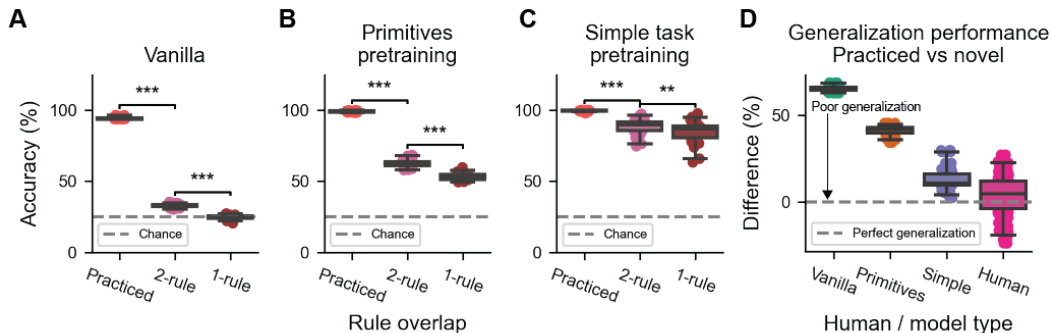 A
Vanilla
Accuracy (%)
100
50
0
***
***
Chance
Practiced
2-rule
1-rule
B
Primitives
pretraining
100
50
0
***
***
Chance
Practiced
2-rule
1-rule
Rule overlap
C
Simple task
pretraining
100
50
0
***
**
Chance
Practiced
2-rule
1-rule
D
Generalization performance
Practiced vs novel
Difference (%)
50
0
Poor generalization
Perfect generalization
Vanilla
Primitives
Simple
Human
Human / model type